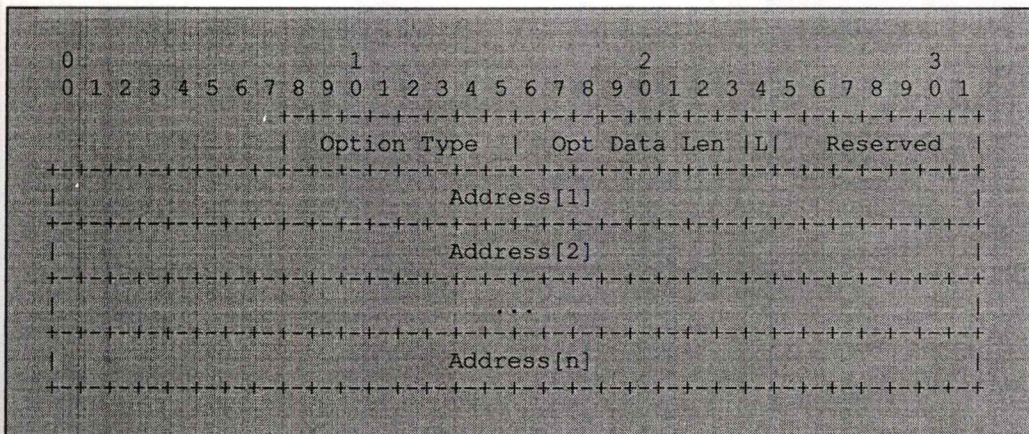 0                   1                   2                   3
0 1 2 3 4 5 6 7 8 9 0 1 2 3 4 5 6 7 8 9 0 1 2 3 4 5 6 7 8 9 0 1
+-+-+-+-+-+-+-+-+-+-+-+-+-+-+-+-+-+-+-+-+-+-+-+-+
| Option Type | Opt Data Len |L| Reserved |
+-+-+-+-+-+-+-+-+-+-+-+-+-+-+-+-+-+-+-+-+-+-+-+-+-+-+-+-+-+-+-+-+
| Address[1] |
+-+-+-+-+-+-+-+-+-+-+-+-+-+-+-+-+-+-+-+-+-+-+-+-+-+-+-+-+-+-+-+-+
| Address[2] |
+-+-+-+-+-+-+-+-+-+-+-+-+-+-+-+-+-+-+-+-+-+-+-+-+-+-+-+-+-+-+-+-+
| ... |
+-+-+-+-+-+-+-+-+-+-+-+-+-+-+-+-+-+-+-+-+-+-+-+-+-+-+-+-+-+-+-+-+
| Address[n] |
+-+-+-+-+-+-+-+-+-+-+-+-+-+-+-+-+-+-+-+-+-+-+-+-+-+-+-+-+-+-+-+-+